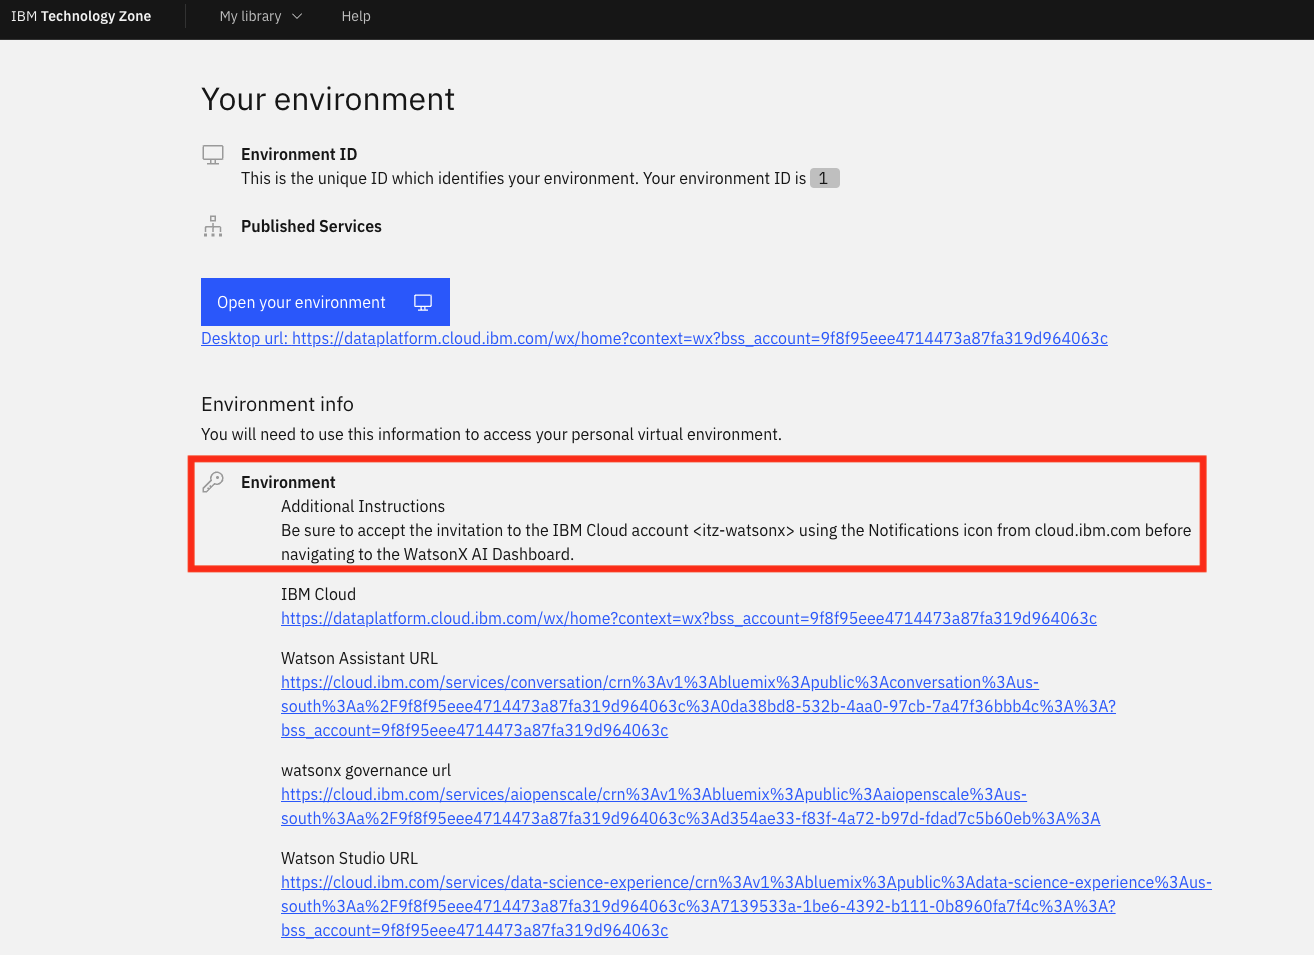 IBM Technology Zone
My library
Help
Your environment
Environment ID
This is the unique ID which identifies your environment. Your environment ID is 1
Published Services
Open your environment
Desktop url: https://dataplatform.cloud.ibm.com/wx/home?context=wx?bss_account=9f8f95eee4714473a87fa319d964063c
Environment info
You will need to use this information to access your personal virtual environment.
Environment
Additional Instructions
Be sure to accept the invitation to the IBM Cloud account <itz-watsonx> using the Notifications icon from cloud.ibm.com before
navigating to the WatsonX AI Dashboard.
IBM Cloud
https://dataplatform.cloud.ibm.com/wx/home?context=wx?bss_account=9f8f95eee4714473a87fa319d964063c
Watson Assistant URL
https://cloud.ibm.com/services/conversation/crn%3Av1%3Abluemix%3Apublic%3Aconversation%3Aus-
south%3Aa%2F9f8f95eee4714473a87fa319d964063c%3A0da38bd8-532b-4aa0-97cb-7a47f36bbb4c%3A%3A?
bss_account=9f8f95eee4714473a87fa319d964063c
watsonx governance url
https://cloud.ibm.com/services/aiopenscale/crn%3Av1%3Abluemix%3Apublic%3Aaiopenscale%3Aus-
south%3Aa%2F9f8f95eee4714473a87fa319d964063c%3Ad354ae33-f83f-4a72-b97d-fdad7c5b60eb%3A%3A
Watson Studio URL
https://cloud.ibm.com/services/data-science-experience/crn%3Av1%3Abluemix%3Apublic%3Adata-science-experience%3Aus-
south%3Aa%2F9f8f95eee4714473a87fa319d964063c%3A7139533a-1be6-4392-b111-0b8960fa7f4c%3A%3A?
bss_account=9f8f95eee4714473a87fa319d964063c